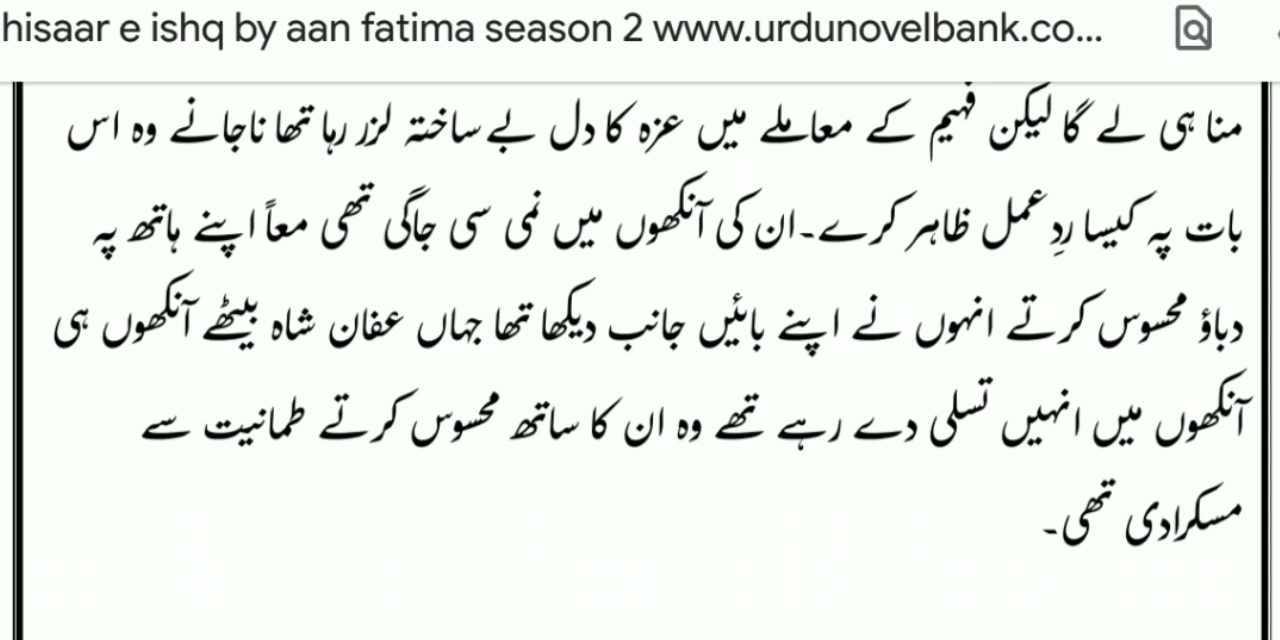 hisaar e ishq by aan fatima season 2 www.urdunovelbank.co...
منا ہی لے گا لیکن فہیم کے معاملے میں عزہ کا دل بے ساختہ لزر رہا تھا ناجانے وہ اس
بات پہ کیسا ردِ عمل ظاہر کرے۔ان کی آنکھوں میں نمی سی جاگی تھی معاً اپنے ہاتھ پہ
دباؤ محسوس کرتے انہوں نے اپنے بائیں جانب دیکھا تھا جہاں عفان شاہ بیٹھے آنکھوں ہی
آنکھوں میں انہیں تسلی دے رہے تھے وہ ان کا ساتھ محسوس کرتے طمانیت سے
مسکرادی تھی۔